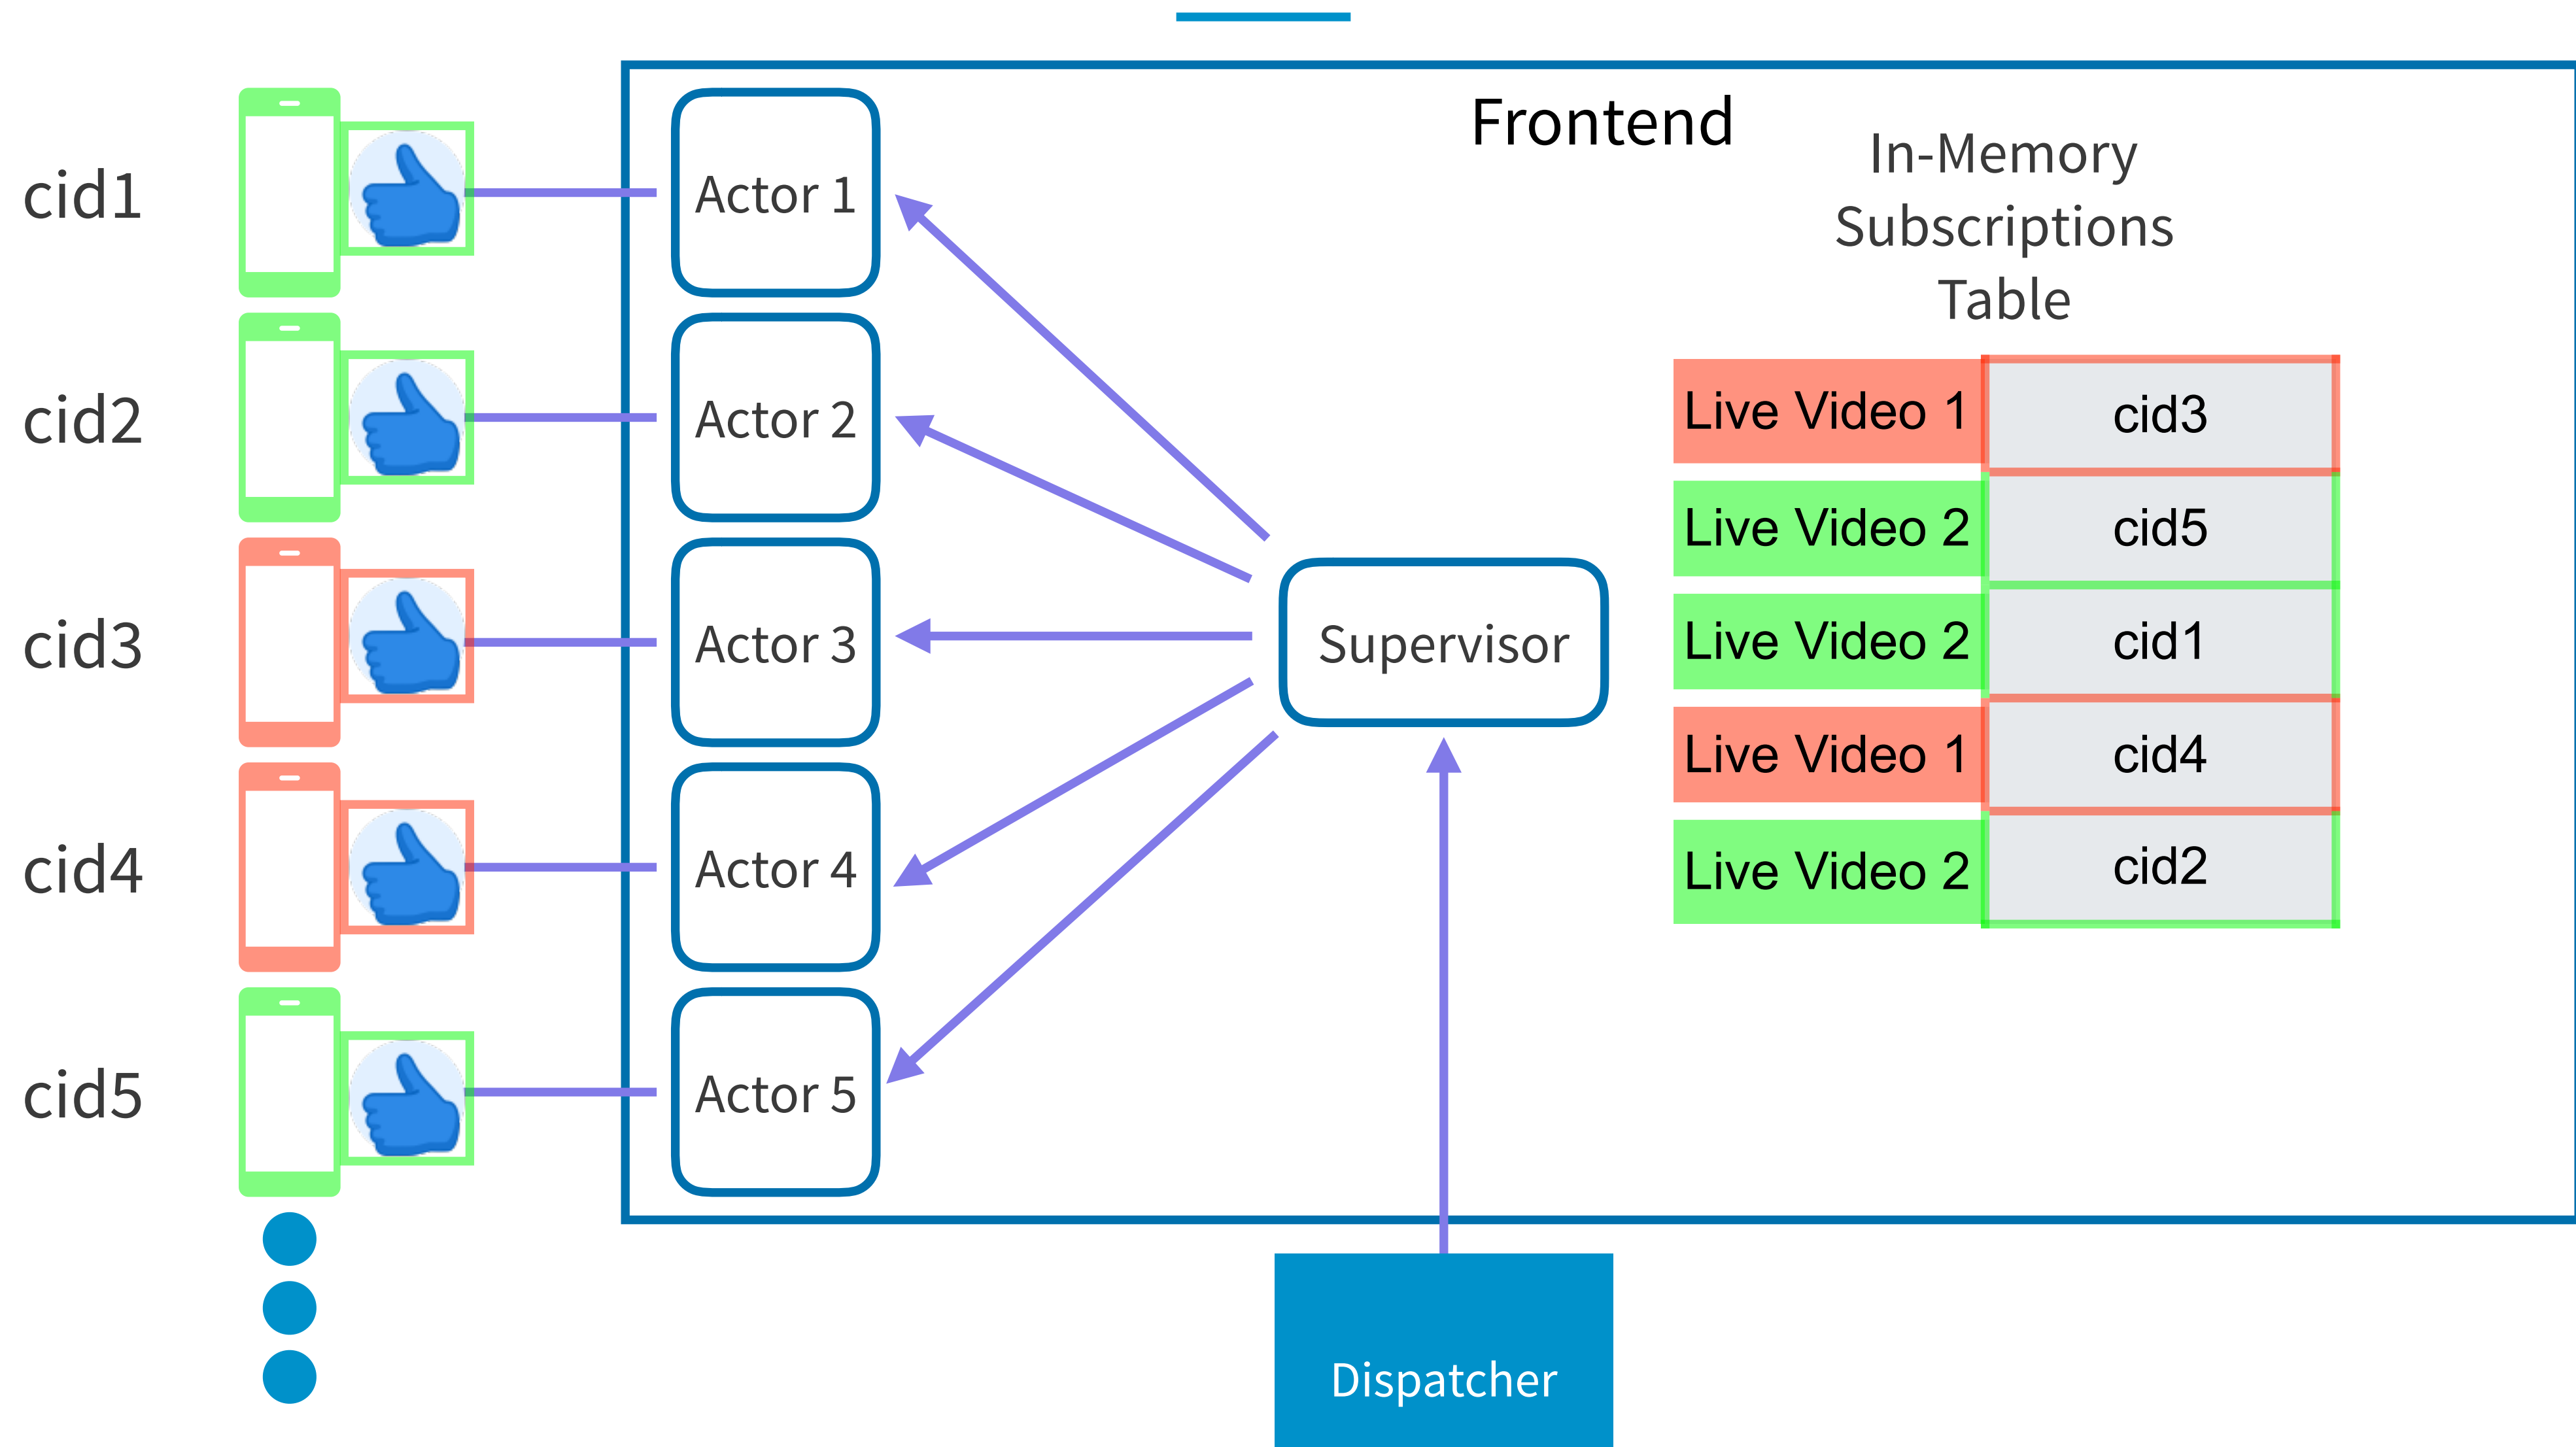 Frontend
In-Memory
Subscriptions
Table
cid1
Actor 1
cid2
Actor 2
cid3
Actor 3
cid4
Actor 4
cid5
Actor 5
Supervisor
Live Video 1 cid3
Live Video 2 cid5
Live Video 2 cid1
Live Video 1 cid4
Live Video 2 cid2
Dispatcher